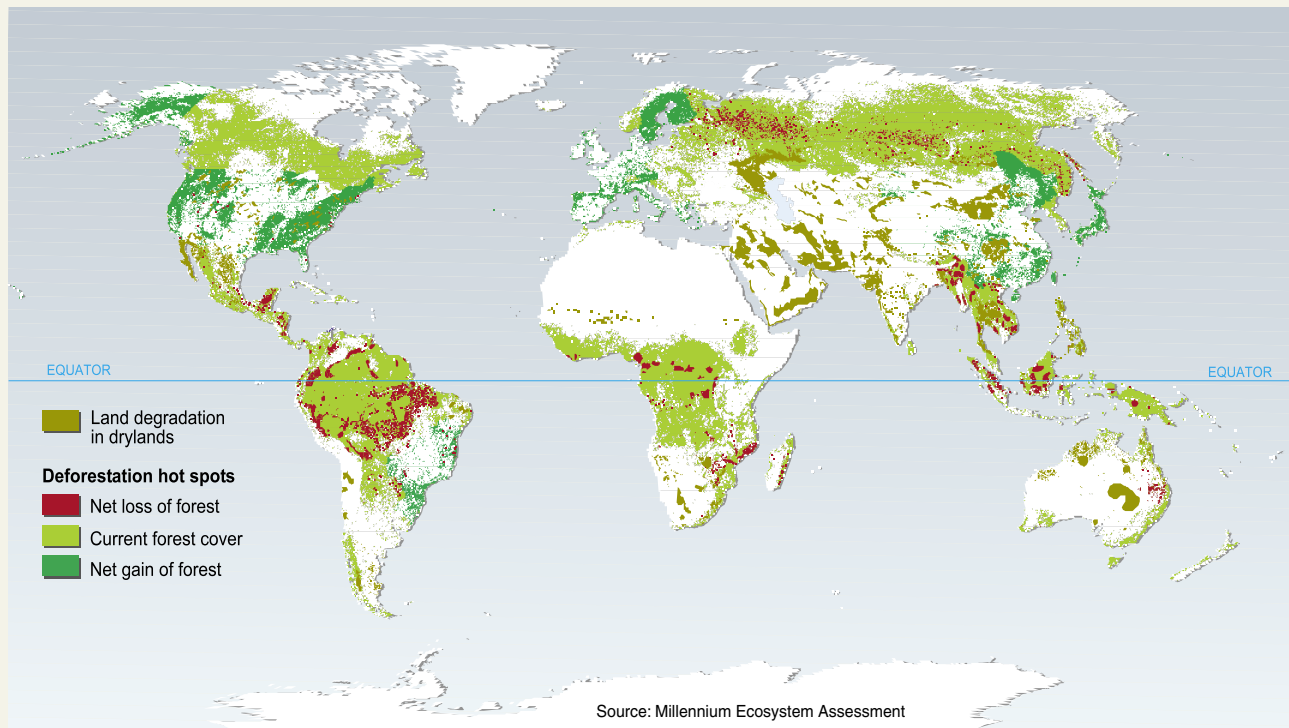 EQUATOR
EQUATOR
Land degradation
in drylands
Deforestation hot spots
Net loss of forest
Current forest cover
Net gain of forest
Source: Millennium Ecosystem Assessment